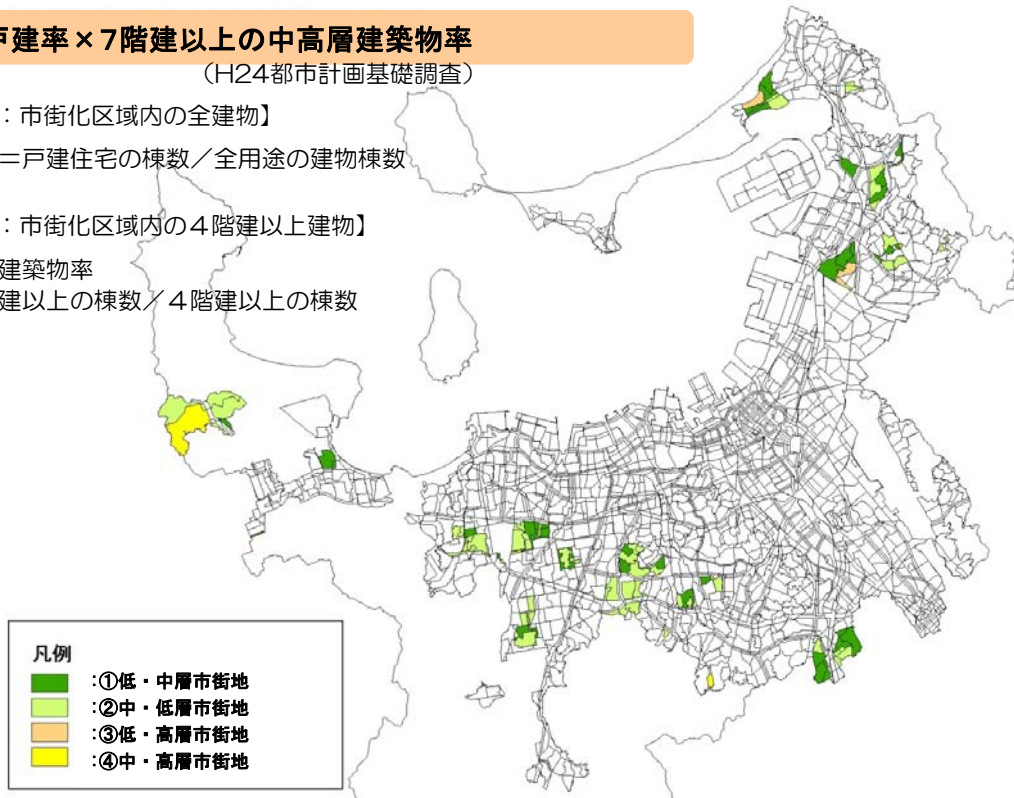 戸建率×7階建以上の中高層建築物率
（H24都市計画基礎調査）
：市街化区域内の全建物】
＝戸建住宅の棟数／全用途の建物棟数
：市街化区域内の４階建以上建物】
建築物率
建以上の棟数／４階建以上の棟数
凡例
:①低・中層市街地
:②中・低層市街地
:③低・高層市街地
:④中・高層市街地